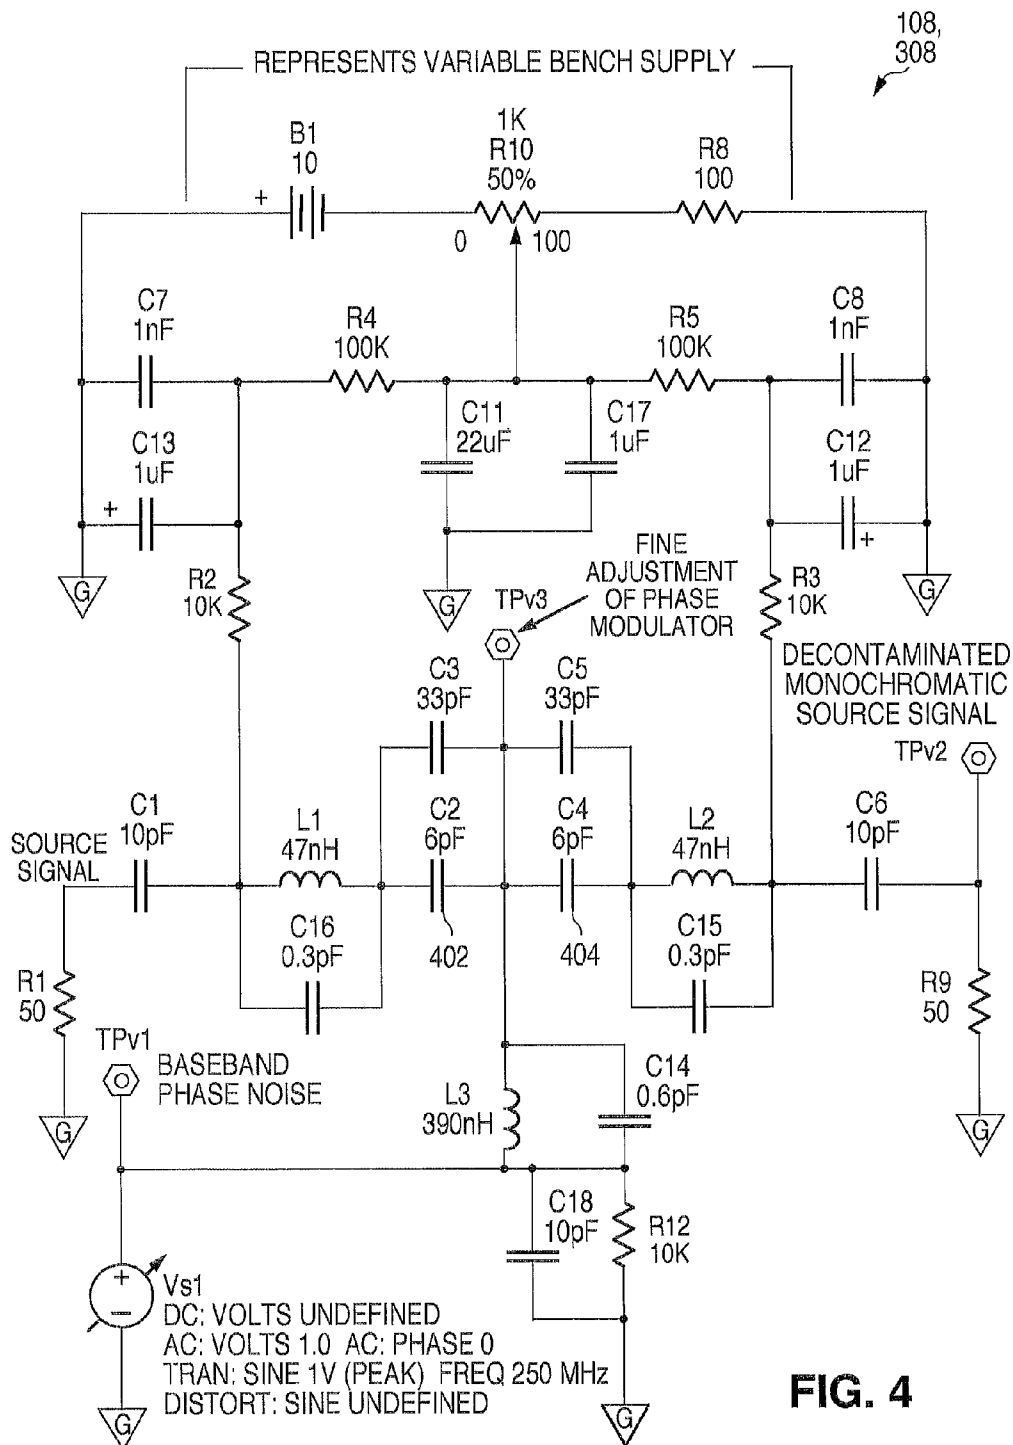 108,
308
REPRESENTS VARIABLE BENCH SUPPLY
B1
10
+
1K
R10
50%
0
100
R8
100
C7
1nF
R4
100K
R5
100K
C8
1nF
C13
1uF
+
C11
22uF
C17
1uF
C12
1uF
+
G
G
G
R2
10K
TPv3
FINE
ADJUSTMENT
OF PHASE
MODULATOR
R3
10K
DECONTAMINATED
MONOCHROMATIC
SOURCE SIGNAL
TPv2
C3
33pF
C5
33pF
SOURCE
SIGNAL
C1
10pF
L1
47nH
C2
6pF
C4
6pF
L2
47nH
C6
10pF
C16
0.3pF
402
404
C15
0.3pF
R1
50
R9
50
TPv1
BASEBAND
PHASE NOISE
G
L3
390nH
C14
0.6pF
G
C18
10pF
R12
10K
+
–
Vs1
DC: VOLTS UNDEFINED
AC: VOLTS 1.0 AC: PHASE 0
TRAN: SINE 1V (PEAK) FREQ 250 MHz
DISTORT: SINE UNDEFINED
G
G
FIG. 4